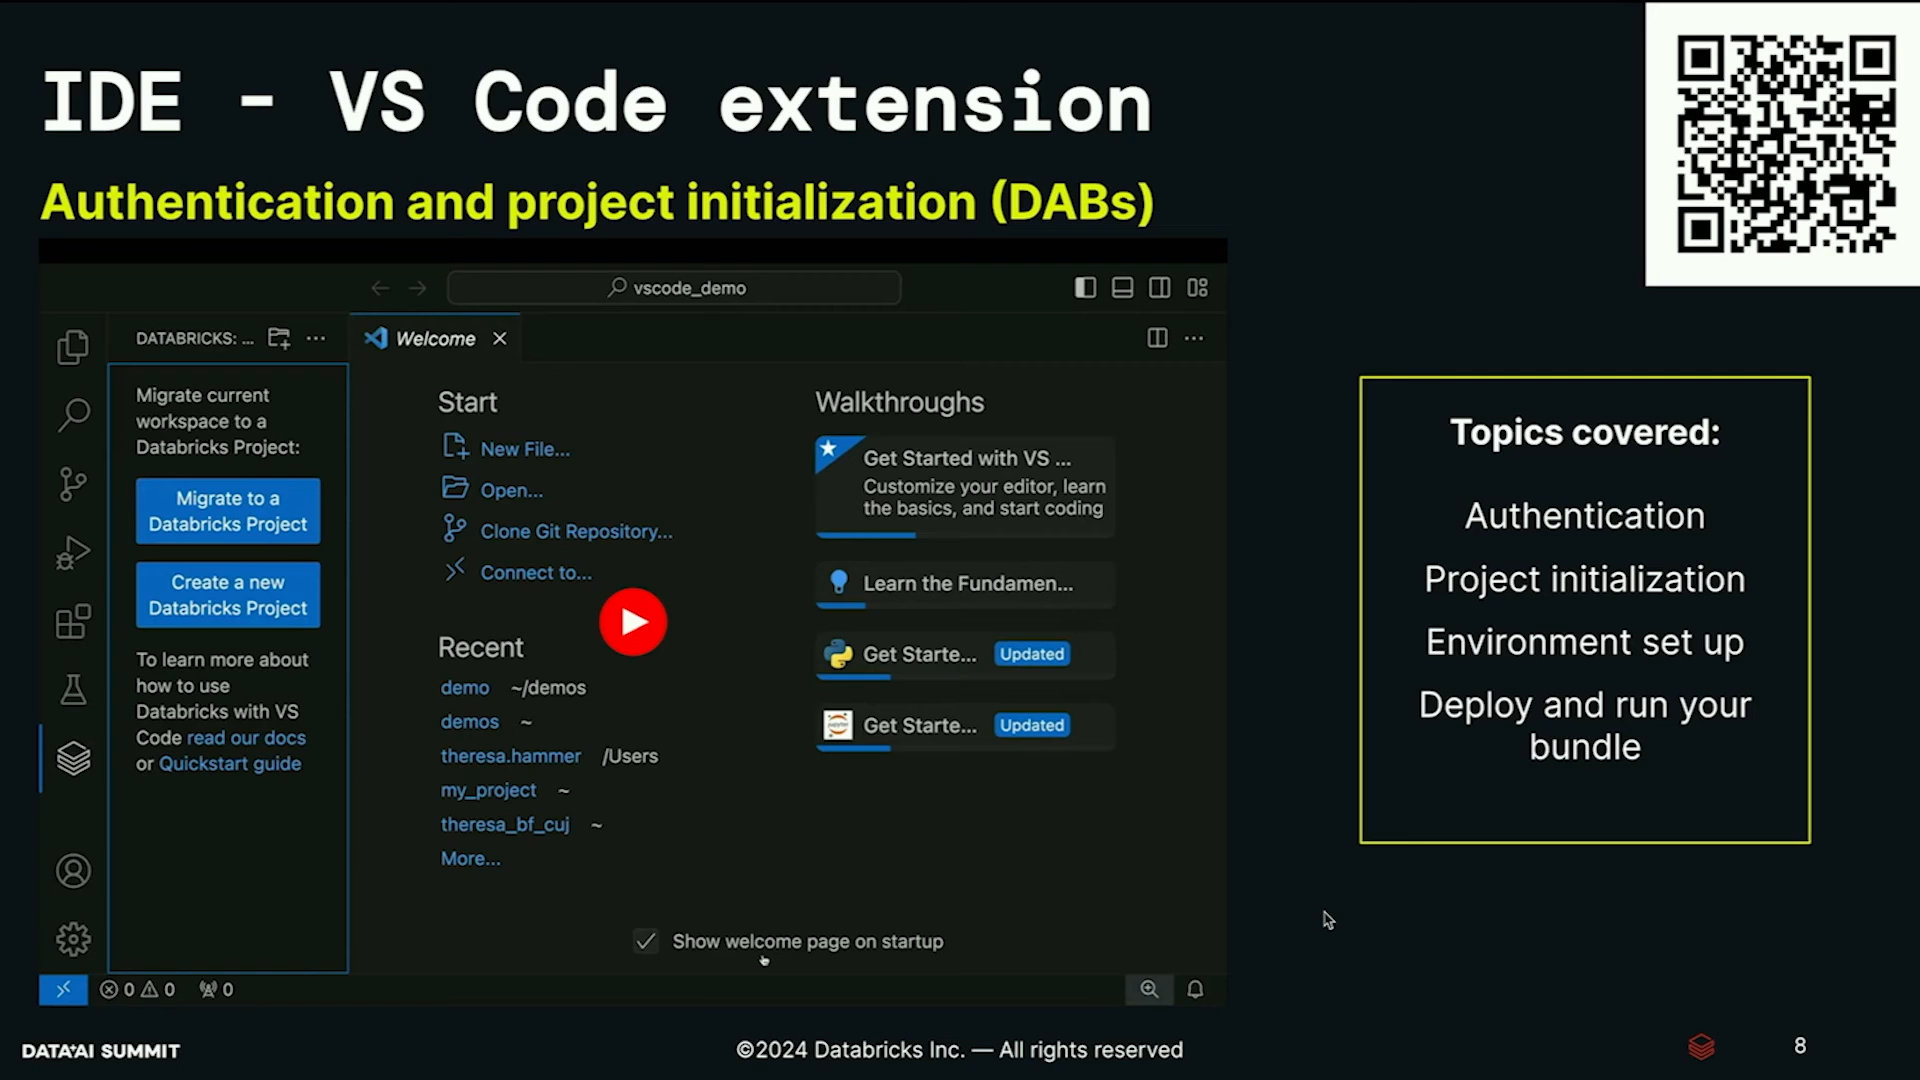 IDE - VS Code extension
Authentication and project initialization (DABs)
vscode_demo
DATABRICKS: ...
Welcome
Migrate current
workspace to a
Databricks Project:
Migrate to a
Databricks Project
Create a new
Databricks Project
To learn more about
how to use
Databricks with VS
Code read our docs
or Quickstart guide
Start
New File...
Open...
Clone Git Repository...
Connect to...
Recent
demo ~/demos
demos ~
theresa.hammer /Users
my_project ~
theresa_bf_cuj ~
More...
Walkthroughs
Get Started with VS ...
Customize your editor, learn
the basics, and start coding
Learn the Fundamen...
Get Starte... Updated
Get Starte... Updated
Show welcome page on startup
0 0 0
Topics covered:
Authentication
Project initialization
Environment set up
Deploy and run your
bundle
DATA+AI SUMMIT
©2024 Databricks Inc. — All rights reserved
8